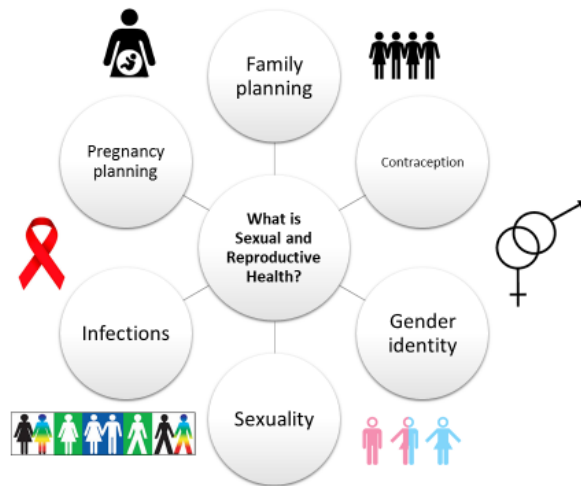 Family
planning
Pregnancy
planning
Contraception
What is
Sexual and
Reproductive
Health?
Infections
Gender
identity
Sexuality